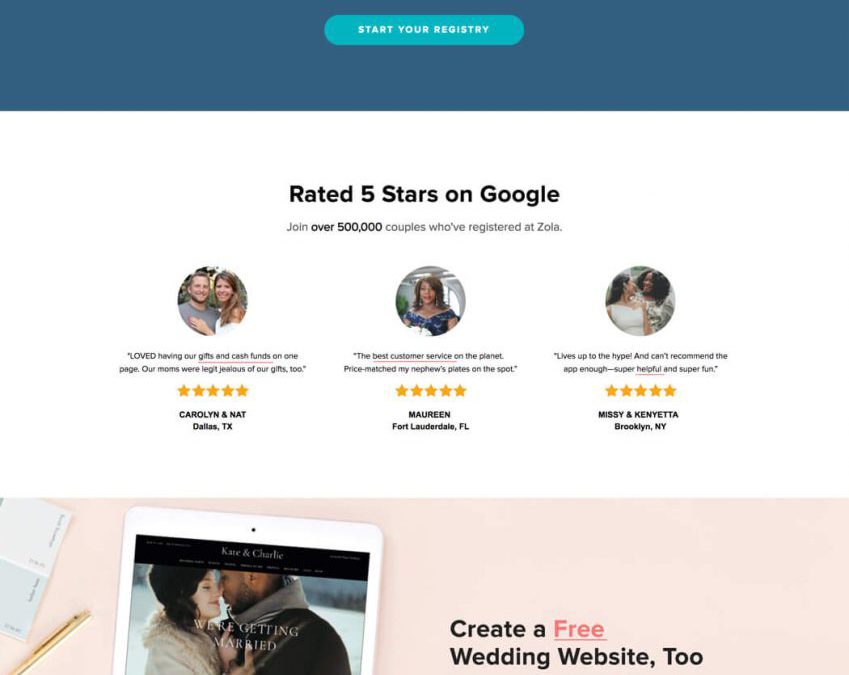 START YOUR REGISTRY
Rated 5 Stars on Google
Join over 500,000 couples who've registered at Zola.
"LOVED having our gifts and cash funds on one
page. Our moms were legit jealous of our gifts, too."
CAROLYN & NAT
Dallas, TX
"The best customer service on the planet.
Price-matched my nephew's plates on the spot."
MAUREEN
Fort Lauderdale, FL
"Lives up to the hype! And can't recommend the
app enough—super helpful and super fun."
MISSY & KENYETTA
Brooklyn, NY
Kate & Charlie
WE'RE GETTING
MARRIED
Create a Free
Wedding Website, Too